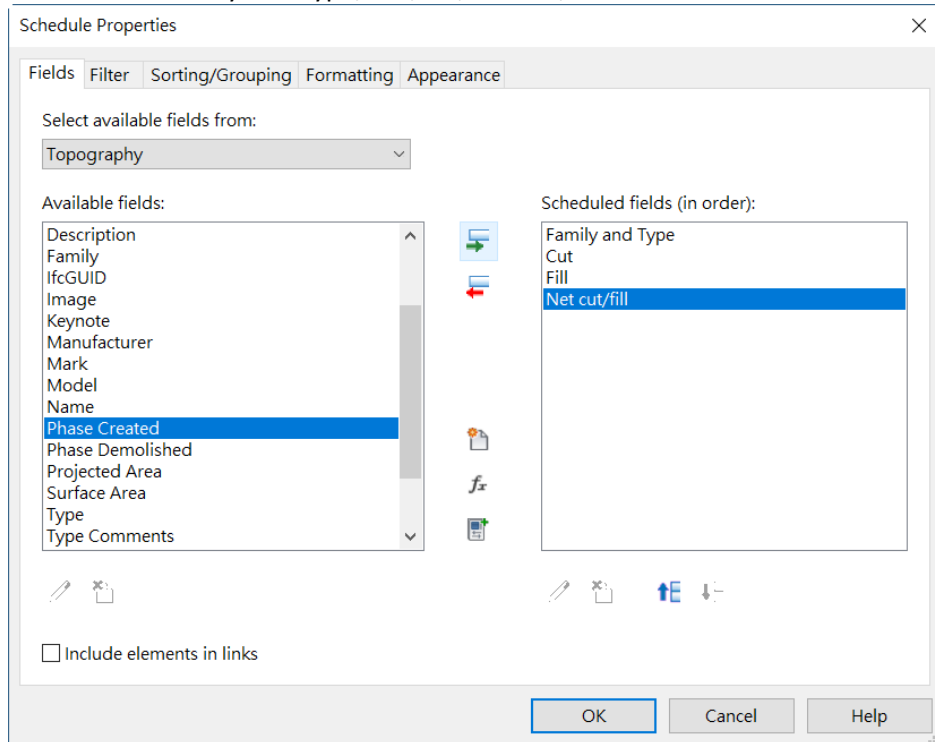 Schedule Properties
Fields Filter Sorting/Grouping Formatting Appearance
Select available fields from:
Topography
Available fields:
Description
Family
IfcGUID
Image
Keynote
Manufacturer
Mark
Model
Name
Phase Created
Phase Demolished
Projected Area
Surface Area
Type
Type Comments
fx
Scheduled fields (in order):
Family and Type
Cut
Fill
Net cut/fill
Include elements in links
OK Cancel Help